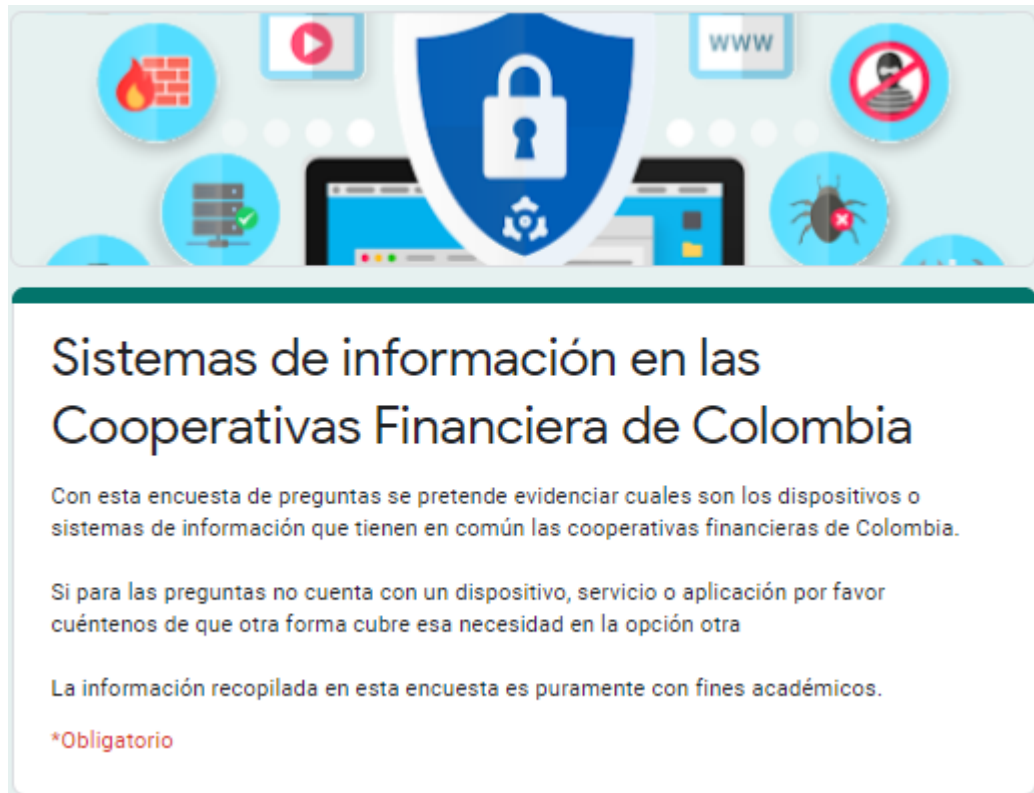 WWW
Sistemas de información en las
Cooperativas Financiera de Colombia
Con esta encuesta de preguntas se pretende evidenciar cuales son los dispositivos o
sistemas de información que tienen en común las cooperativas financieras de Colombia.
Si para las preguntas no cuenta con un dispositivo, servicio o aplicación por favor
cuéntenos de que otra forma cubre esa necesidad en la opción otra
La información recopilada en esta encuesta es puramente con fines académicos.
*Obligatorio